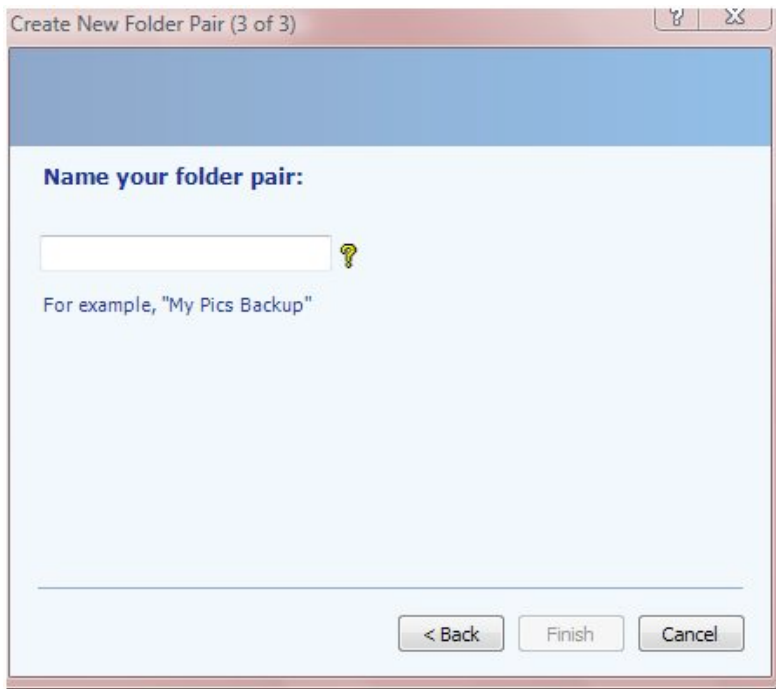 Create New Folder Pair (3 of 3)
Name your folder pair:
For example, "My Pics Backup"
< Back Finish Cancel